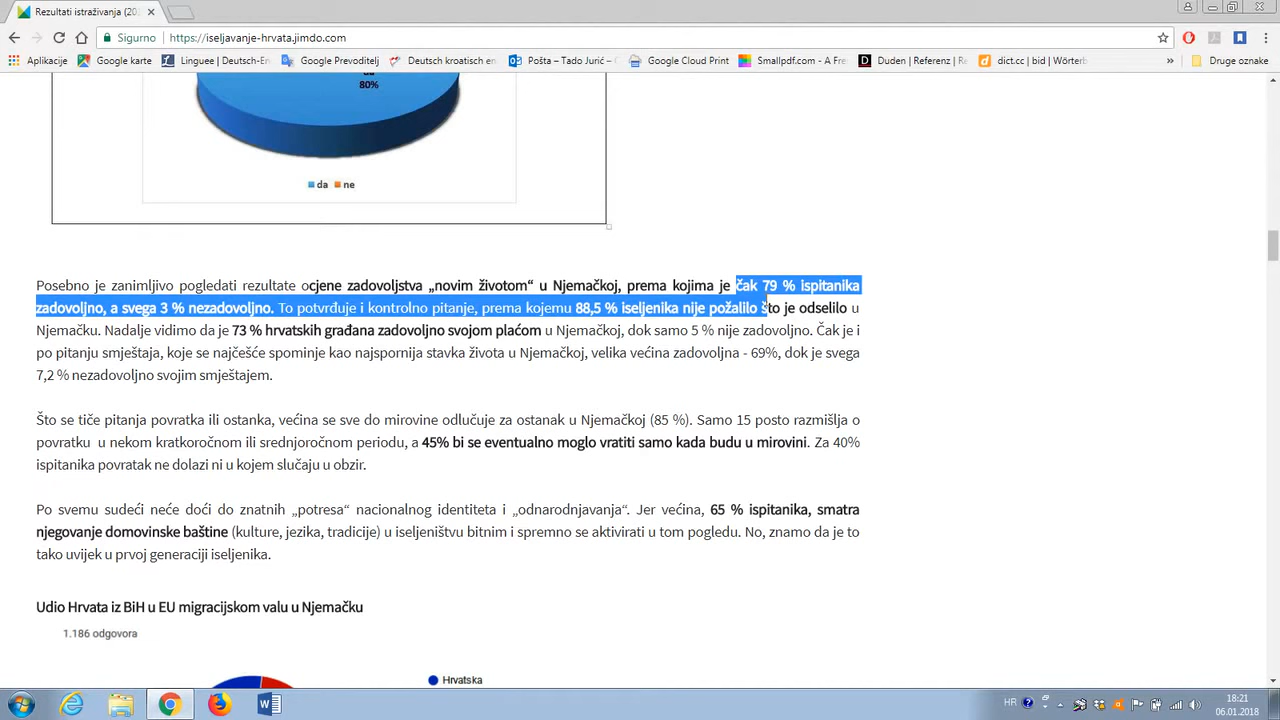 Rezultati istraživanja (20
Sigurno
https://iseljavanje-hrvata.jimdo.com
Aplikacije
Google karte
Linguee | Deutsch-En
Google Prevoditelj
Deutsch kroatisch en
Pošta – Tado Jurić –
Google Cloud Print
Smallpdf.com - A Fre
Duden | Referenz | Re
dict.cc | bid | Wörterb
»
Druge oznake
80%
da ne
Posebno je zanimljivo pogledati rezultate ocjene zadovoljstva „novim životom“ u Njemačkoj, prema kojima je čak 79 % ispitanika
zadovoljno, a svega 3 % nezadovoljno. To potvrđuje i kontrolno pitanje, prema kojemu 88,5 % iseljenika nije požalilo što je odselilo u
Njemačku. Nadalje vidimo da je 73 % hrvatskih građana zadovoljno svojom plaćom u Njemačkoj, dok samo 5 % nije zadovoljno. Čak je i
po pitanju smještaja, koje se najčešće spominje kao najspornija stavka života u Njemačkoj, velika većina zadovoljna - 69%, dok je svega
7,2 % nezadovoljno svojim smještajem.
Što se tiče pitanja povratka ili ostanka, većina se sve do mirovine odlučuje za ostanak u Njemačkoj (85 %). Samo 15 posto razmišlja o
povratku u nekom kratkoročnom ili srednjoročnom periodu, a 45% bi se eventualno moglo vratiti samo kada budu u mirovini. Za 40%
ispitanika povratak ne dolazi ni u kojem slučaju u obzir.
Po svemu sudeći neće doći do znatnih „potresa“ nacionalnog identiteta i „odnarodnjavanja“. Jer većina, 65 % ispitanika, smatra
njegovanje domovinske baštine (kulture, jezika, tradicije) u iseljeništvu bitnim i spremno se aktivirati u tom pogledu. No, znamo da je to
tako uvijek u prvoj generaciji iseljenika.
Udio Hrvata iz BiH u EU migracijskom valu u Njemačku
1.186 odgovora
Hrvatska
HR
18:21
06.01.2018